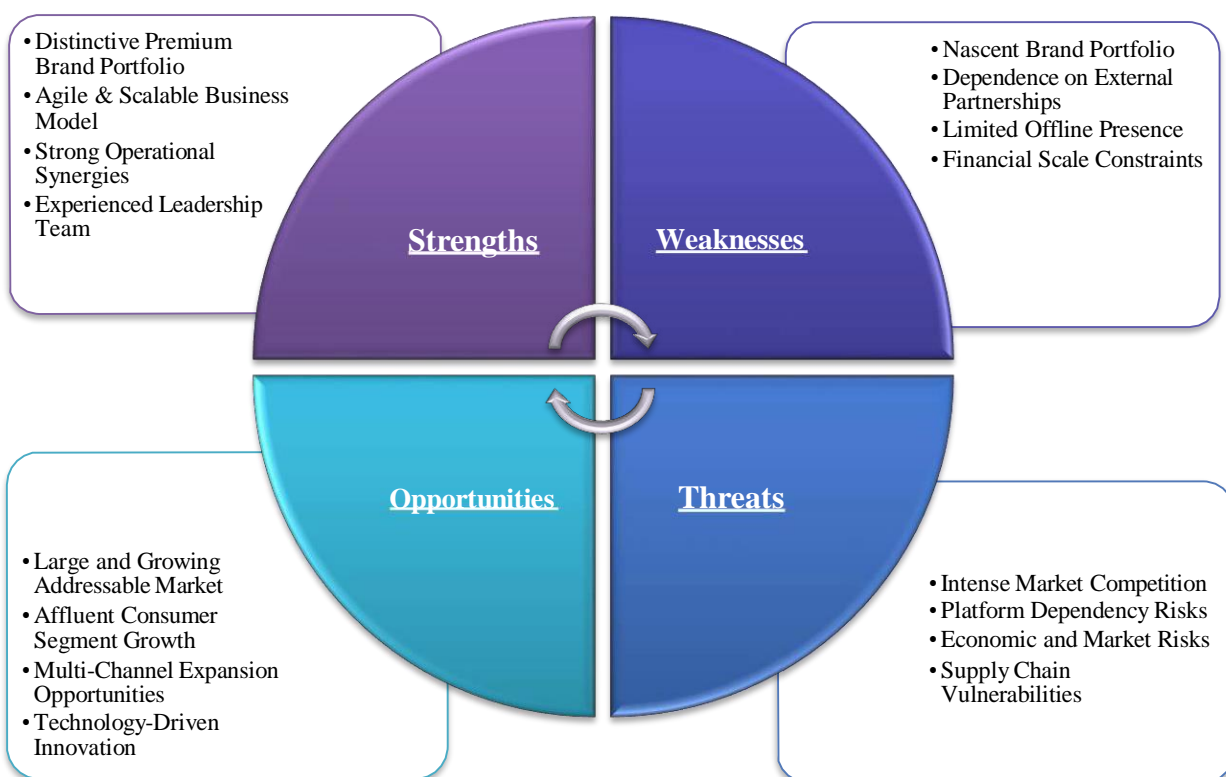 • Distinctive Premium
Brand Portfolio
• Agile & Scalable Business
Model
• Strong Operational
Synergies
• Experienced Leadership
Team
Strengths
• Nascent Brand Portfolio
• Dependence on External
Partnerships
• Limited Offline Presence
• Financial Scale Constraints
Weaknesses
Opportunities
• Large and Growing
Addressable Market
• Affluent Consumer
Segment Growth
• Multi-Channel Expansion
Opportunities
• Technology-Driven
Innovation
Threats
• Intense Market Competition
• Platform Dependency Risks
• Economic and Market Risks
• Supply Chain
Vulnerabilities